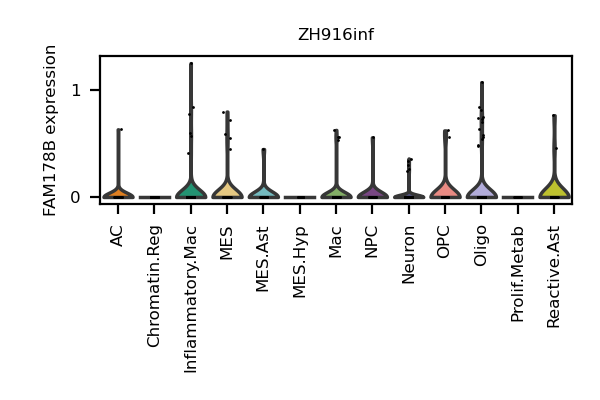 ZH916inf
FAM178B expression
1
0
AC
Chromatin.Reg
Inflammatory.Mac
MES
MES.Ast
MES.Hyp
Mac
NPC
Neuron
OPC
Oligo
Prolif.Metab
Reactive.Ast